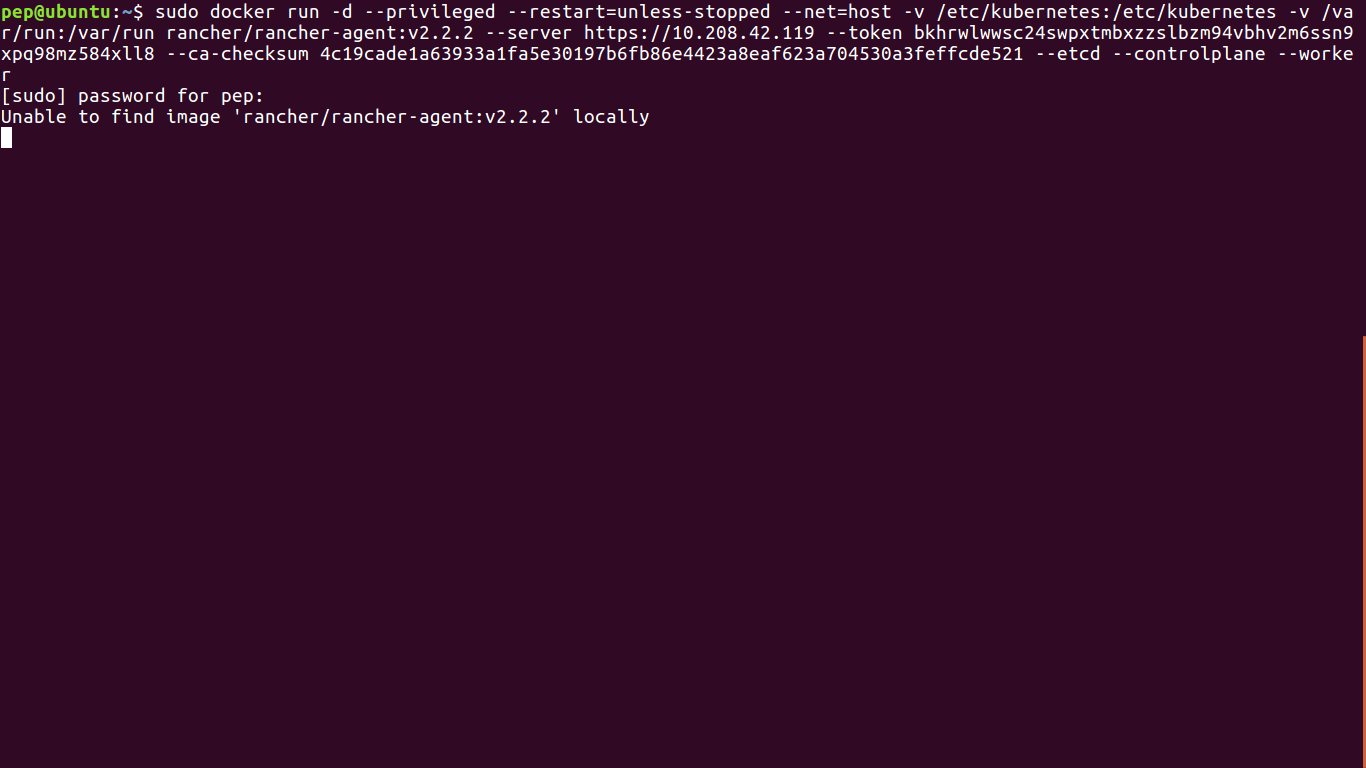 pep@ubuntu:~$ sudo docker run -d --privileged --restart=unless-stopped --net=host -v /etc/kubernetes:/etc/kubernetes -v /va
r/run:/var/run rancher/rancher-agent:v2.2.2 --server https://10.208.42.119 --token bkhrwlwwsc24swpxtmbxzzslbzm94vbhv2m6ssn9
xpq98mz584xll8 --ca-checksum 4c19cade1a63933a1fa5e30197b6fb86e4423a8eaf623a704530a3feffcde521 --etcd --controlplane --worke
r
[sudo] password for pep:
Unable to find image 'rancher/rancher-agent:v2.2.2' locally